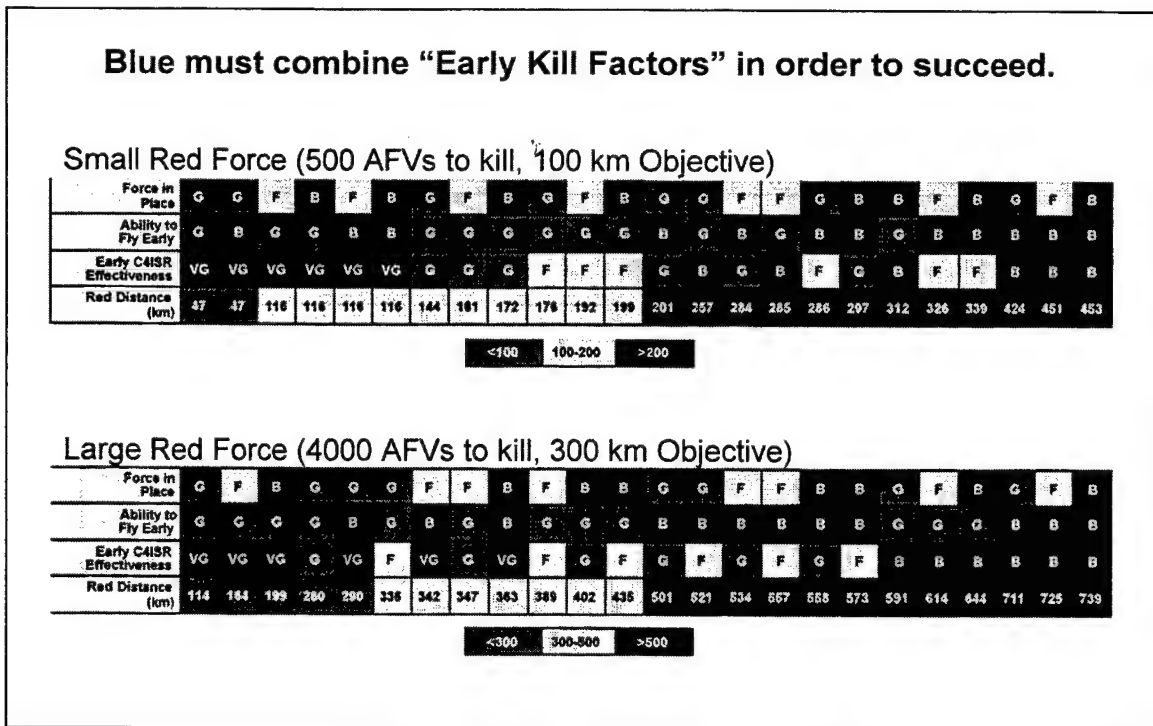 Blue must combine “Early Kill Factors” in order to succeed.
Small Red Force (500 AFVs to kill, 100 km Objective)
Force in Place G G F B F B G F B G F B G G F F G B B F B G F B
Ability to Fly Early G B G G B B G G G G G G B G B G B B G B B B B B
Early C4ISR Effectiveness VG VG VG VG VG VG G G G F F F G B G B F G B F F B B B
Red Distance (km) 47 47 116 116 116 116 144 161 172 176 192 199 201 257 284 285 286 297 312 326 339 424 451 453
<100 100-200 >200
Large Red Force (4000 AFVs to kill, 300 km Objective)
Force in Place G F B G G G F F B F B B G G F F B B G F B G F B
Ability to Fly Early G G G G B G B G B G G G B B B B B B G G G B B B
Early C4ISR Effectiveness VG VG VG G VG F VG G VG F G F G F G F G F B B B B B B
Red Distance (km) 114 164 199 280 290 336 342 347 363 389 402 435 501 521 534 557 558 573 591 614 644 711 725 739
<300 300-500 >500